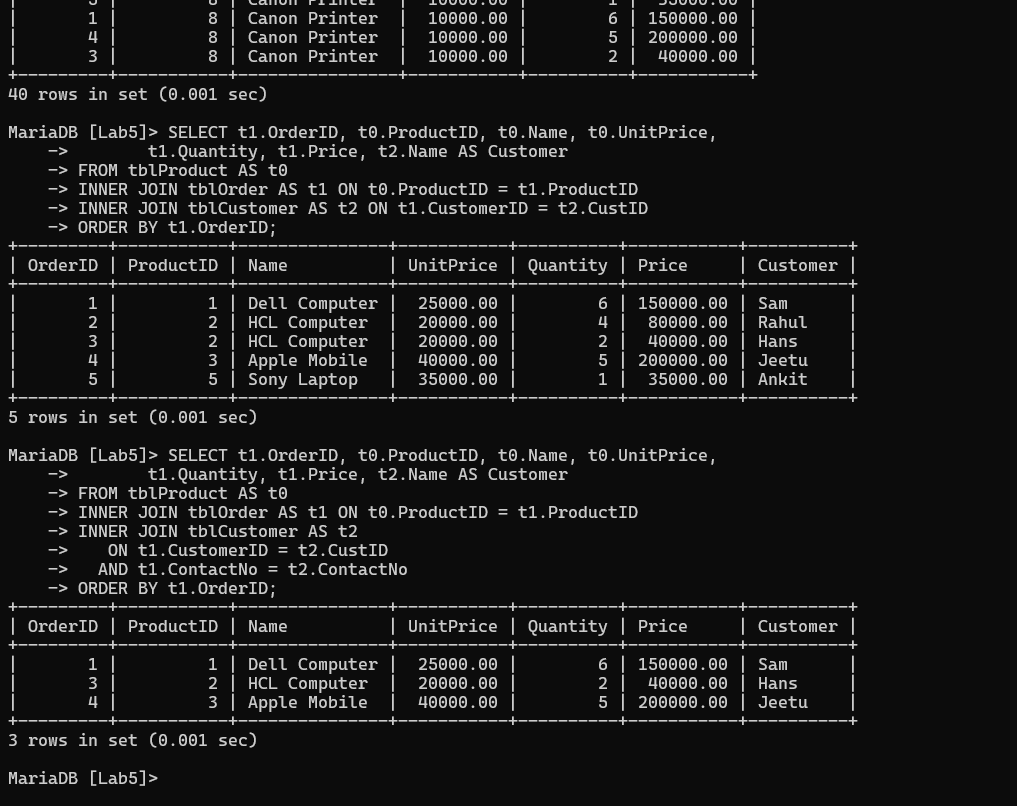 |       3 |          8 | Canon Printer  |  10000.00 |        1 |  35000.00 |
|       1 |          8 | Canon Printer  |  10000.00 |        6 | 150000.00 |
|       4 |          8 | Canon Printer  |  10000.00 |        5 | 200000.00 |
|       3 |          8 | Canon Printer  |  10000.00 |        2 |  40000.00 |
+---------+-----------+----------------+-----------+----------+-----------+
40 rows in set (0.001 sec)
MariaDB [Lab5]> SELECT t1.OrderID, t0.ProductID, t0.Name, t0.UnitPrice,
    ->        t1.Quantity, t1.Price, t2.Name AS Customer
    -> FROM tblProduct AS t0
    -> INNER JOIN tblOrder AS t1 ON t0.ProductID = t1.ProductID
    -> INNER JOIN tblCustomer AS t2 ON t1.CustomerID = t2.CustID
    -> ORDER BY t1.OrderID;
+---------+-----------+---------------+-----------+----------+-----------+----------+
| OrderID | ProductID | Name          | UnitPrice | Quantity | Price     | Customer |
+---------+-----------+---------------+-----------+----------+-----------+----------+
|       1 |         1 | Dell Computer |  25000.00 |        6 | 150000.00 | Sam      |
|       2 |         2 | HCL Computer  |  20000.00 |        4 |  80000.00 | Rahul    |
|       3 |         2 | HCL Computer  |  20000.00 |        2 |  40000.00 | Hans     |
|       4 |         3 | Apple Mobile  |  40000.00 |        5 | 200000.00 | Jeetu    |
|       5 |         5 | Sony Laptop   |  35000.00 |        1 |  35000.00 | Ankit    |
+---------+-----------+---------------+-----------+----------+-----------+----------+
5 rows in set (0.001 sec)
MariaDB [Lab5]> SELECT t1.OrderID, t0.ProductID, t0.Name, t0.UnitPrice,
    ->        t1.Quantity, t1.Price, t2.Name AS Customer
    -> FROM tblProduct AS t0
    -> INNER JOIN tblOrder AS t1 ON t0.ProductID = t1.ProductID
    -> INNER JOIN tblCustomer AS t2
    ->    ON t1.CustomerID = t2.CustID
    ->   AND t1.ContactNo = t2.ContactNo
    -> ORDER BY t1.OrderID;
+---------+-----------+---------------+-----------+----------+-----------+----------+
| OrderID | ProductID | Name          | UnitPrice | Quantity | Price     | Customer |
+---------+-----------+---------------+-----------+----------+-----------+----------+
|       1 |         1 | Dell Computer |  25000.00 |        6 | 150000.00 | Sam      |
|       3 |         2 | HCL Computer  |  20000.00 |        2 |  40000.00 | Hans     |
|       4 |         3 | Apple Mobile  |  40000.00 |        5 | 200000.00 | Jeetu    |
+---------+-----------+---------------+-----------+----------+-----------+----------+
3 rows in set (0.001 sec)
MariaDB [Lab5]>